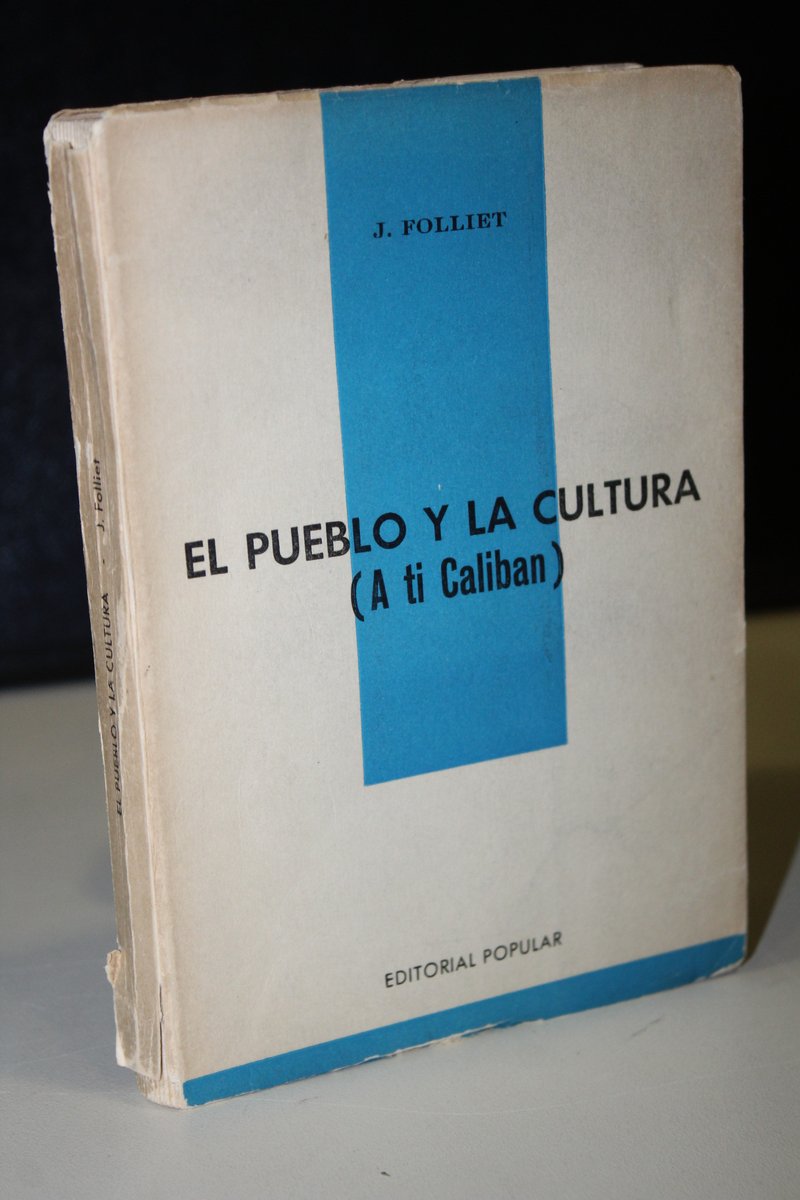 J. FOLLIET
EL PUEBLO Y LA CULTURA
(A ti Caliban)
EDITORIAL POPULAR
EL PUEBLO Y LA CULTURA - J. Folliet